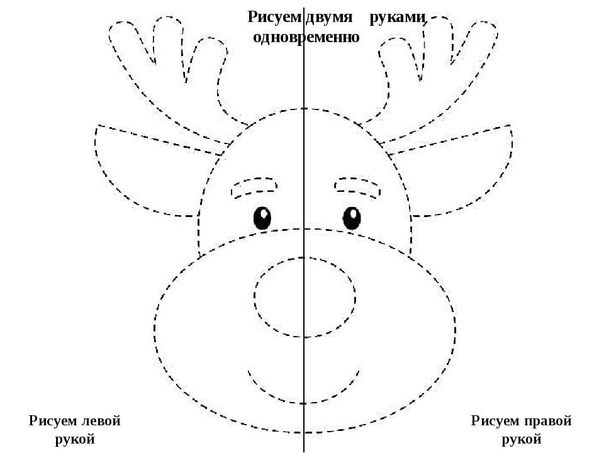 Рисуем двумя руками
одновременно
Рисуем левой
рукой
Рисуем правой
рукой